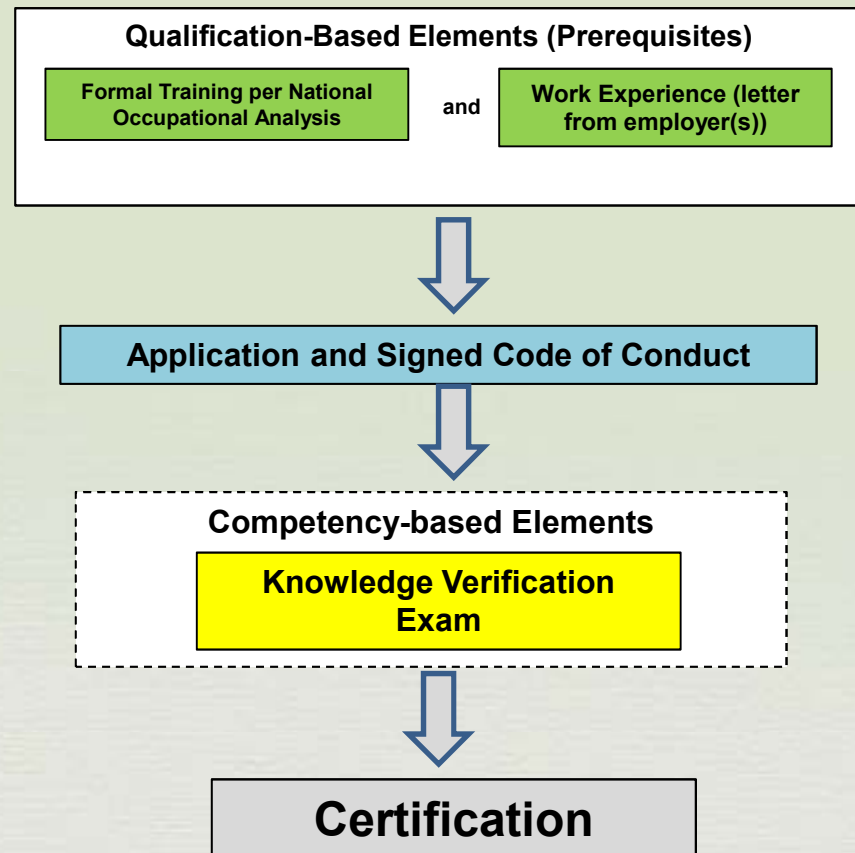 Qualification-Based Elements (Prerequisites)
Formal Training per National
Occupational Analysis
and
Work Experience (letter
from employer(s))
Application and Signed Code of Conduct
Competency-based Elements
Knowledge Verification
Exam
Certification